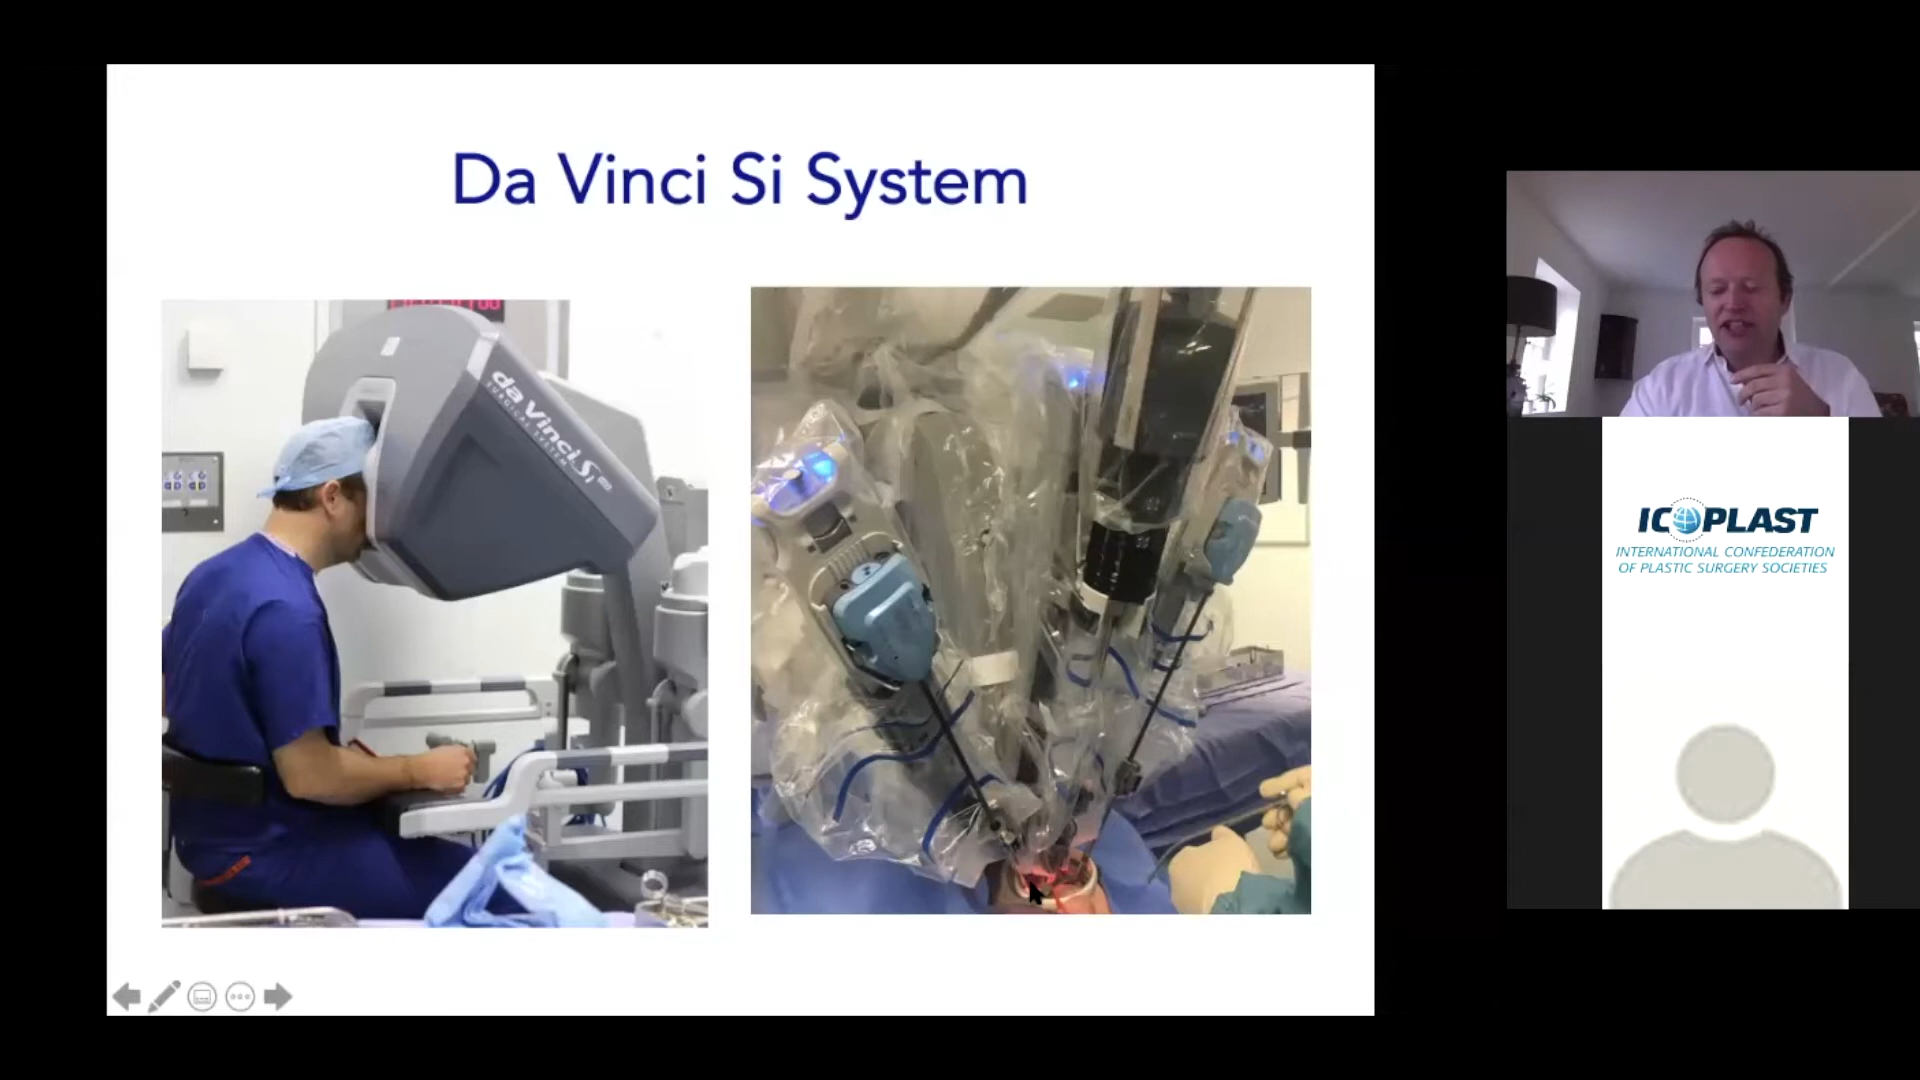 Da Vinci Si System
da Vinci Si
SURGICAL SYSTEM
ICOPLAST
INTERNATIONAL CONFEDERATION
OF PLASTIC SURGERY SOCIETIES